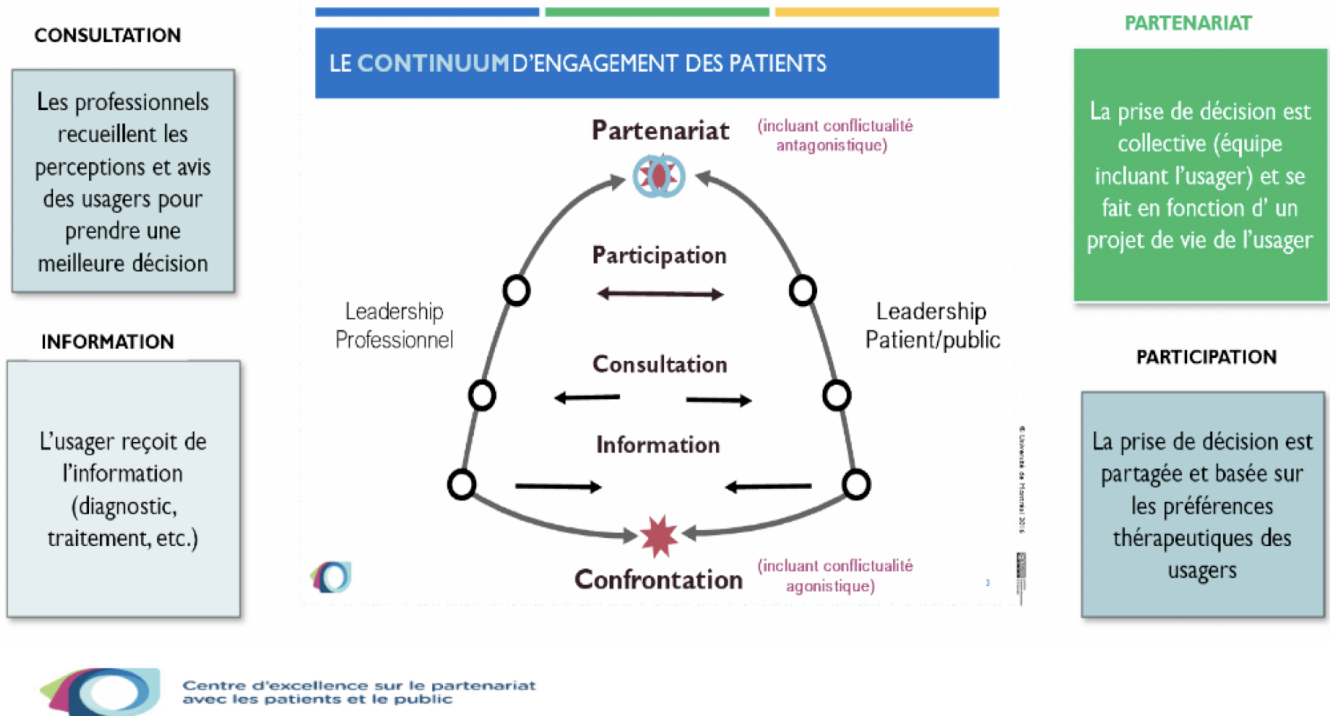 CONSULTATION
Les professionnels
recueillent les
perceptions et avis
des usagers pour
prendre une
meilleure décision
INFORMATION
L'usager reçoit de
l'information
(diagnostic,
traitement, etc.)
LE CONTINUUM D'ENGAGEMENT DES PATIENTS
Partenariat
(incluant conflictualité
antagonistique)
Participation
Leadership
Professionnel
Leadership
Patient/public
Consultation
Information
Confrontation
(incluant conflictualité
agonistique)
3
© Université de Montréal 2016
PARTENARIAT
La prise de décision est
collective (équipe
incluant l'usager) et se
fait en fonction d' un
projet de vie de l'usager
PARTICIPATION
La prise de décision est
partagée et basée sur
les préférences
thérapeutiques des
usagers
Centre d'excellence sur le partenariat
avec les patients et le public